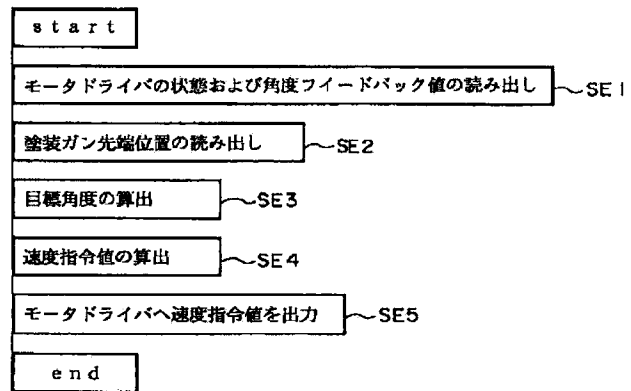 start
モータドライバの状態および角度フイードバック値の読み出し SE1
塗装ガン先端位置の読み出し SE2
目標角度の算出 SE3
速度指令値の算出 SE4
モータドライバへ速度指令値を出力 SE5
end